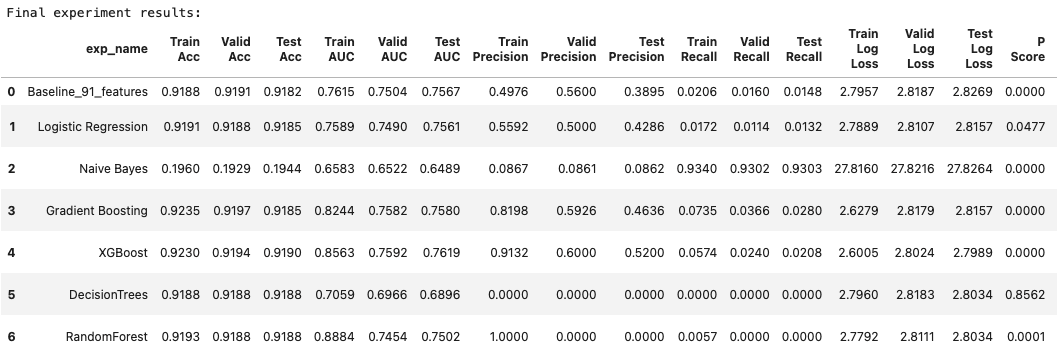 Final experiment results:
exp_name Train Acc Valid Acc Test Acc Train AUC Valid AUC Test AUC Train Precision Valid Precision Test Precision Train Recall Valid Recall Test Recall Train Log Loss Valid Log Loss Test Log Loss P Score
0 Baseline_91_features 0.9188 0.9191 0.9182 0.7615 0.7504 0.7567 0.4976 0.5600 0.3895 0.0206 0.0160 0.0148 2.7957 2.8187 2.8269 0.0000
1 Logistic Regression 0.9191 0.9188 0.9185 0.7589 0.7490 0.7561 0.5592 0.5000 0.4286 0.0172 0.0114 0.0132 2.7889 2.8107 2.8157 0.0477
2 Naive Bayes 0.1960 0.1929 0.1944 0.6583 0.6522 0.6489 0.0867 0.0861 0.0862 0.9340 0.9302 0.9303 27.8160 27.8216 27.8264 0.0000
3 Gradient Boosting 0.9235 0.9197 0.9185 0.8244 0.7582 0.7580 0.8198 0.5926 0.4636 0.0735 0.0366 0.0280 2.6279 2.8179 2.8157 0.0000
4 XGBoost 0.9230 0.9194 0.9190 0.8563 0.7592 0.7619 0.9132 0.6000 0.5200 0.0574 0.0240 0.0208 2.6005 2.8024 2.7989 0.0000
5 DecisionTrees 0.9188 0.9188 0.9188 0.7059 0.6966 0.6896 0.0000 0.0000 0.0000 0.0000 0.0000 0.0000 2.7960 2.8183 2.8034 0.8562
6 RandomForest 0.9193 0.9188 0.9188 0.8884 0.7454 0.7502 1.0000 0.0000 0.0000 0.0057 0.0000 0.0000 2.7792 2.8111 2.8034 0.0001